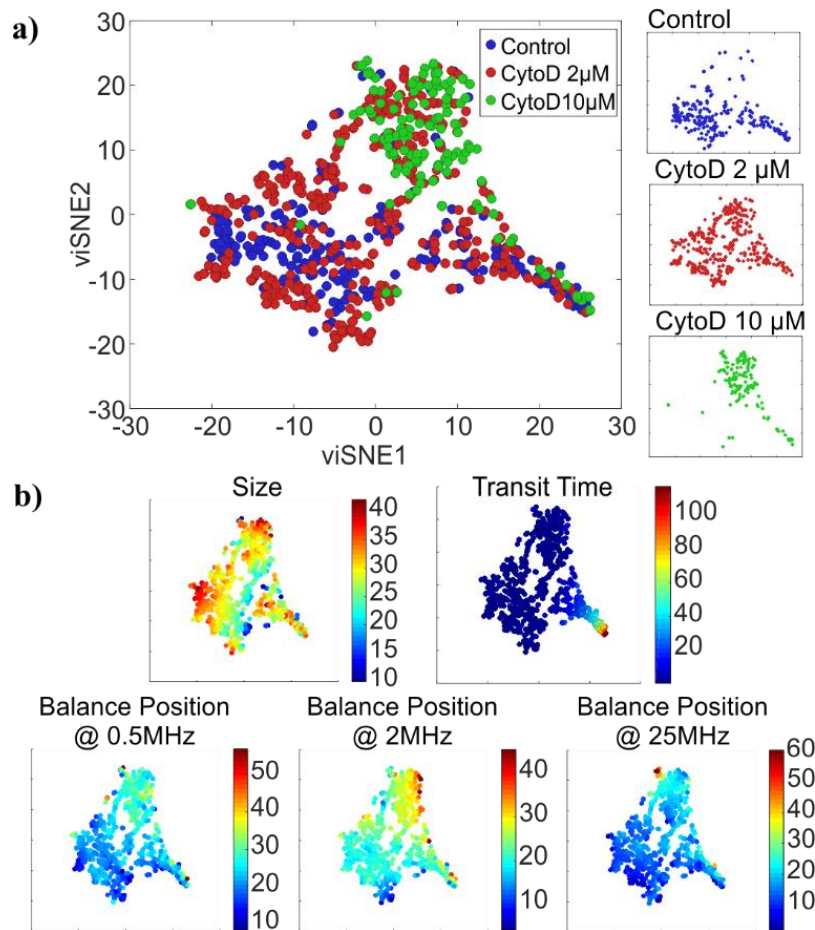 a)
30
20
10
0
-10
-20
-30
viSNE2
-30
-20
-10
0
10
20
30
viSNE1
Control
CytoD 2µM
CytoD10µM
Control
CytoD 2 µM
CytoD 10 µM
b)
Size
40
35
30
25
20
15
10
Transit Time
100
80
60
40
20
Balance Position
@ 0.5MHz
50
40
30
20
10
Balance Position
@ 2MHz
40
30
20
10
Balance Position
@ 25MHz
60
50
40
30
20
10
0